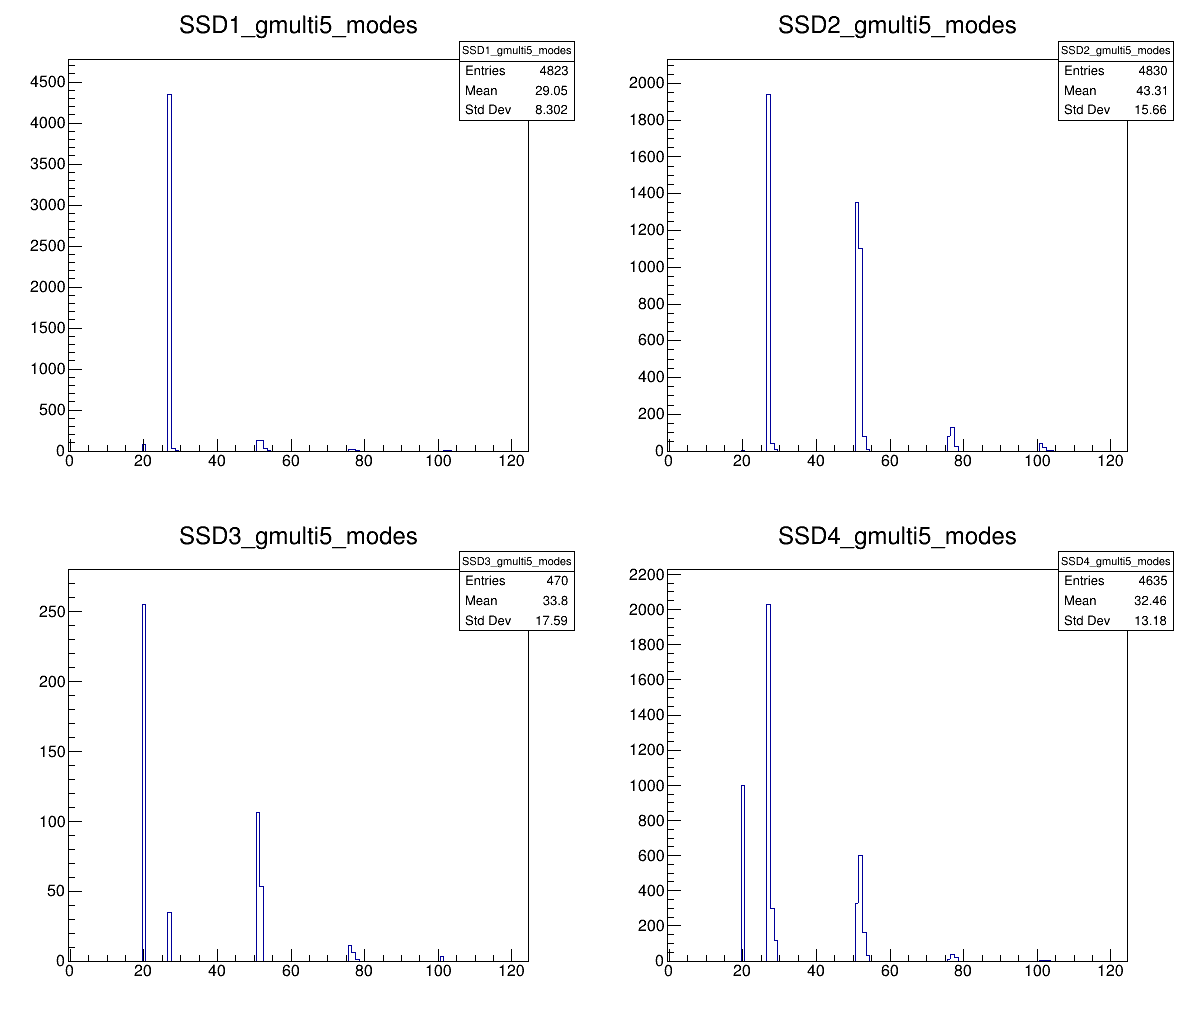 SSD1_gmulti5_modes
SSD1_gmulti5_modes
Entries 4823
Mean 29.05
Std Dev 8.302
4500
4000
3500
3000
2500
2000
1500
1000
500
0
0 20 40 60 80 100 120
SSD2_gmulti5_modes
SSD2_gmulti5_modes
Entries 4830
Mean 43.31
Std Dev 15.66
2000
1800
1600
1400
1200
1000
800
600
400
200
0
0 20 40 60 80 100 120
SSD3_gmulti5_modes
SSD3_gmulti5_modes
Entries 470
Mean 33.8
Std Dev 17.59
250
200
150
100
50
0
0 20 40 60 80 100 120
SSD4_gmulti5_modes
SSD4_gmulti5_modes
Entries 4635
Mean 32.46
Std Dev 13.18
2200
2000
1800
1600
1400
1200
1000
800
600
400
200
0
0 20 40 60 80 100 120